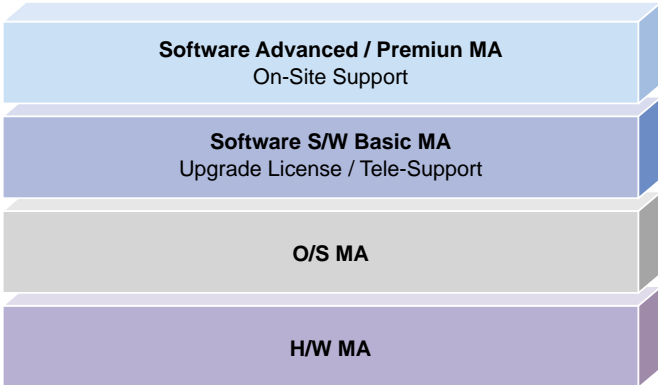 Software Advanced / Premiun MA
On-Site Support
Software S/W Basic MA
Upgrade License / Tele-Support
O/S MA
H/W MA